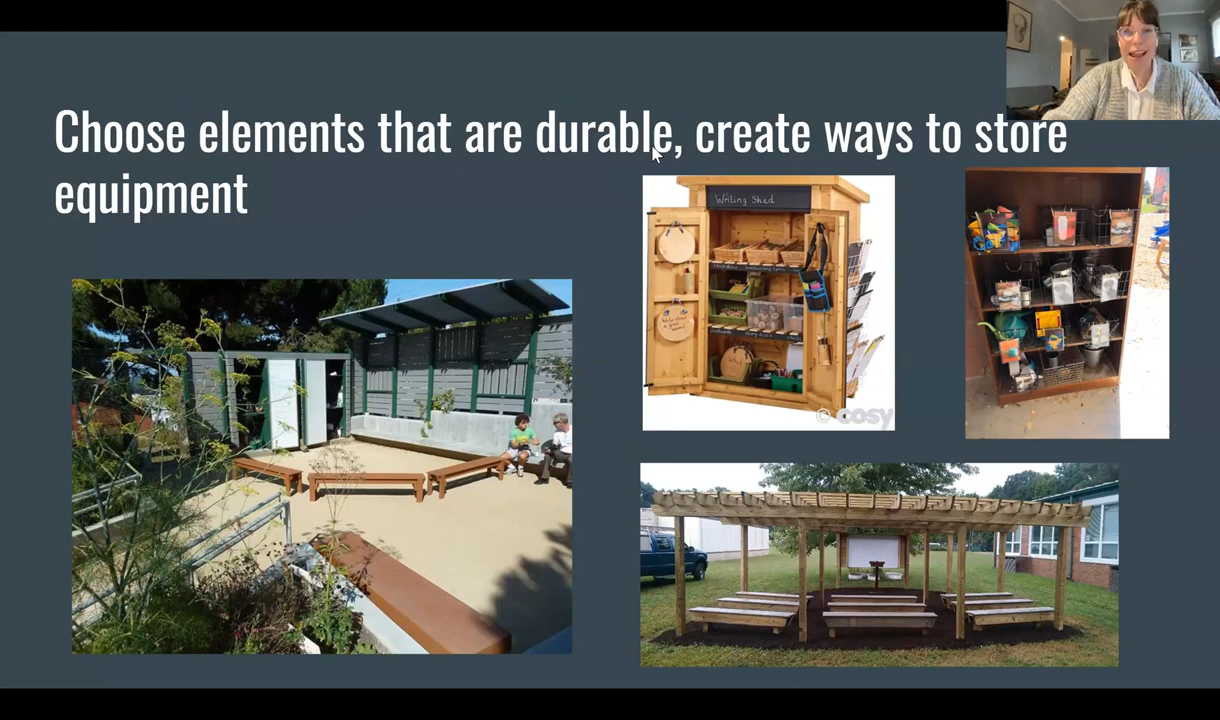 Choose elements that are durable, create ways to store
equipment
Writing Shed
© cosy